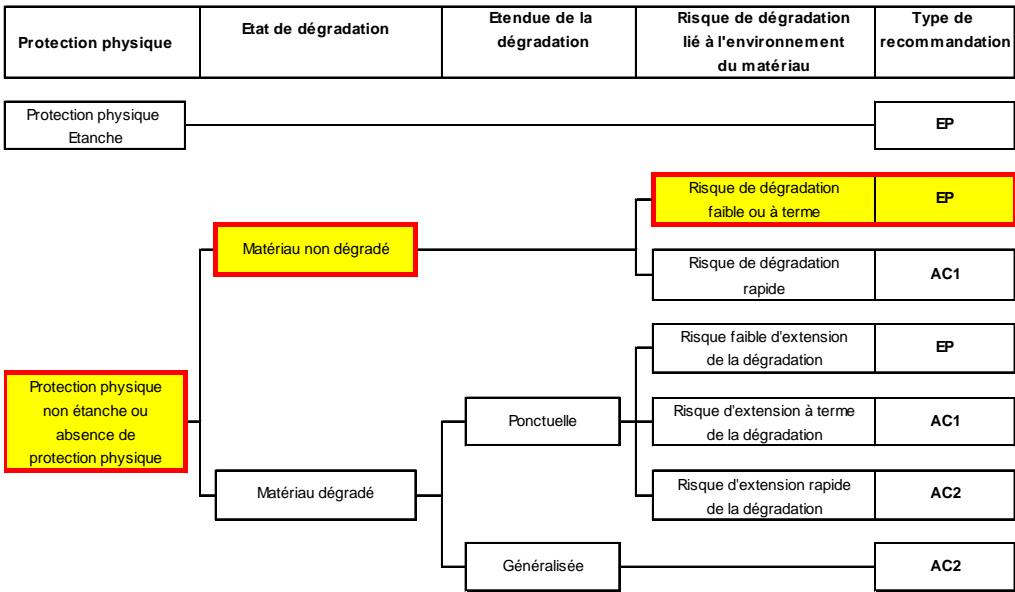 Protection physique
Etat de dégradation
Etendue de la
dégradation
Risque de dégradation
lié à l'environnement
du matériau
Type de
recommandation
Protection physique
Etanche
EP
Risque de dégradation
faible ou à terme
EP
Matériau non dégradé
Risque de dégradation
rapide
AC1
Risque faible d'extension
de la dégradation
EP
Protection physique
non étanche ou
absence de
protection physique
Ponctuelle
Risque d'extension à terme
de la dégradation
AC1
Matériau dégradé
Risque d'extension rapide
de la dégradation
AC2
Généralisée
AC2